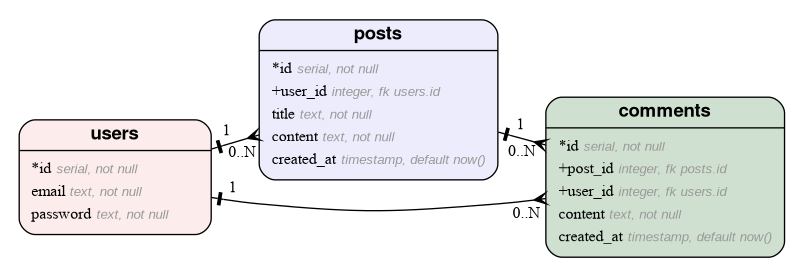 posts
*id serial, not null
+user_id integer, fk users.id
title text, not null
content text, not null
created_at timestamp, default now()
users
*id serial, not null
email text, not null
password text, not null
comments
*id serial, not null
+post_id integer, fk posts.id
+user_id integer, fk users.id
content text, not null
created_at timestamp, default now()
1
0..N
1
0..N
1
0..N